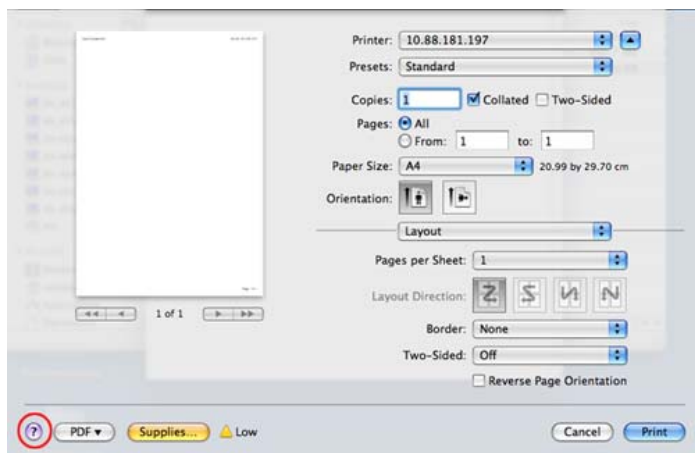 Printer: 10.88.181.197
Presets: Standard
Copies: 1 Collated Two-Sided
Pages: All
From: 1 to: 1
Paper Size: A4 20.99 by 29.70 cm
Orientation:
Layout
Pages per Sheet: 1
Layout Direction:
1 of 1
Border: None
Two-Sided: Off
Reverse Page Orientation
? PDF Supplies... Low Cancel Print